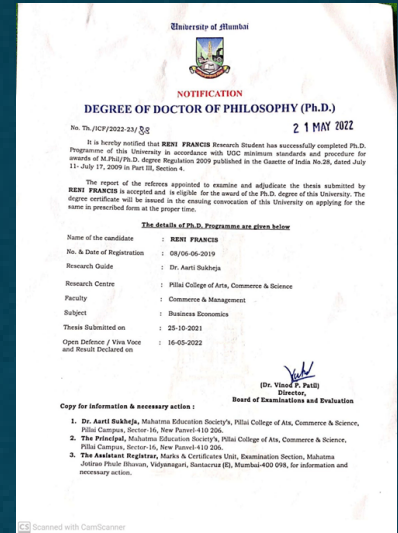 University of Mumbai
NOTIFICATION
DEGREE OF DOCTOR OF PHILOSOPHY (Ph.D.)
No. Th./ICF/2022-23/88
2 1 MAY 2022
It is hereby notified that RENI FRANCIS Research Student has successfully completed Ph.D.
Programme of this University in accordance with UGC minimum standards and procedure for
awards of M.Phil/Ph.D. degree Regulation 2009 published in the Gazette of India No.28, dated July
11- July 17, 2009 in Part III, Section 4.
The report of the referees appointed to examine and adjudicate the thesis submitted by
RENI FRANCIS is accepted and is eligible for the award of the Ph.D. degree of this University. The
degree certificate will be issued in the ensuing convocation of this University on applying for the
same in prescribed form at the proper time.
The details of Ph.D. Programme are given below
Name of the candidate : RENI FRANCIS
No. & Date of Registration : 08/06-06-2019
Research Guide : Dr. Aarti Sukheja
Research Centre : Pillai College of Arts, Commerce & Science
Faculty : Commerce & Management
Subject : Business Economics
Thesis Submitted on : 25-10-2021
Open Defence / Viva Voce : 16-05-2022
and Result Declared on
(Dr. Vinod P. Patil)
Director,
Board of Examinations and Evaluation
Copy for information & necessary action :
1. Dr. Aarti Sukheja, Mahatma Education Society's, Pillai College of Ats, Commerce & Science,
Pillai Campus, Sector-16, New Panvel-410 206.
2. The Principal, Mahatma Education Society's, Pillai College of Ats, Commerce & Science,
Pillai Campus, Sector-16, New Panvel-410 206.
3. The Assistant Registrar, Marks & Certificates Unit, Examination Section, Mahatma
Jotirao Phule Bhavan, Vidyanagari, Santacruz (E), Mumbai-400 098, for information and
necessary action.
CS Scanned with CamScanner